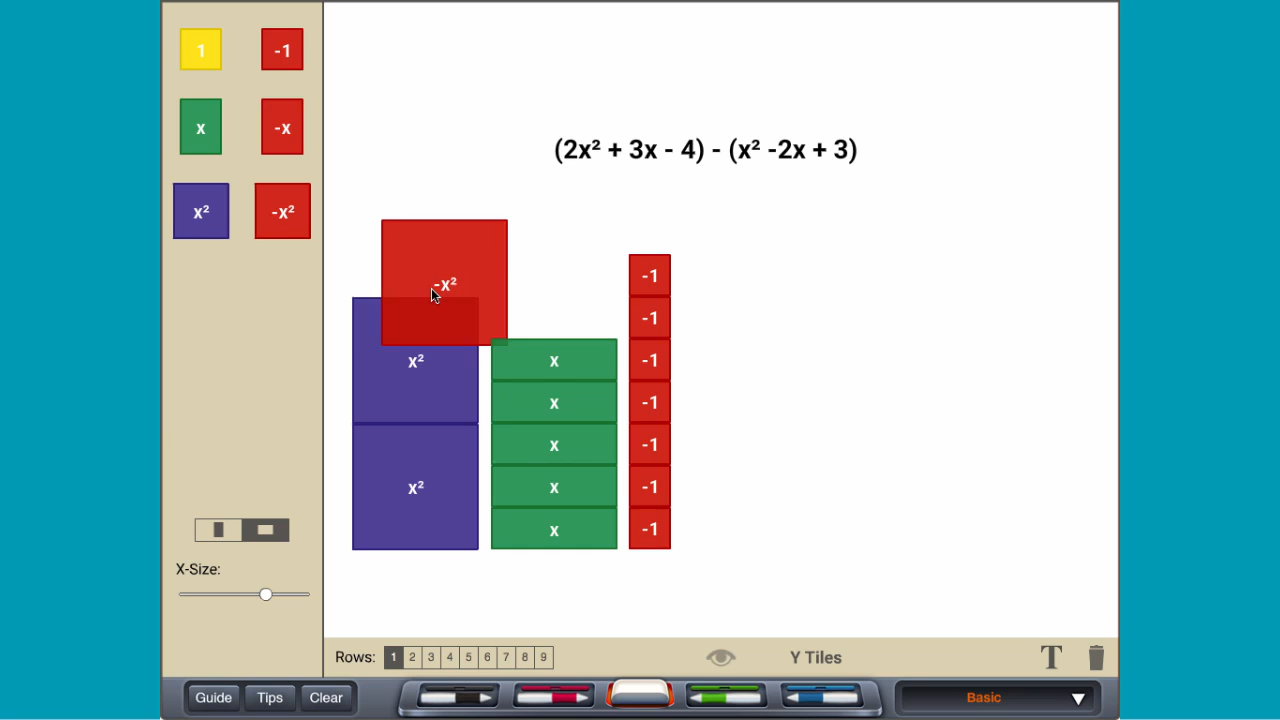 1 -1
x -x
x² -x²
(2x² + 3x - 4) - (x² -2x + 3)
-x²
-1
-1
x² x -1
x -1
x -1
x² x -1
x -1
X-Size:
Rows: 1 2 3 4 5 6 7 8 9 Y Tiles T
Guide Tips Clear Basic